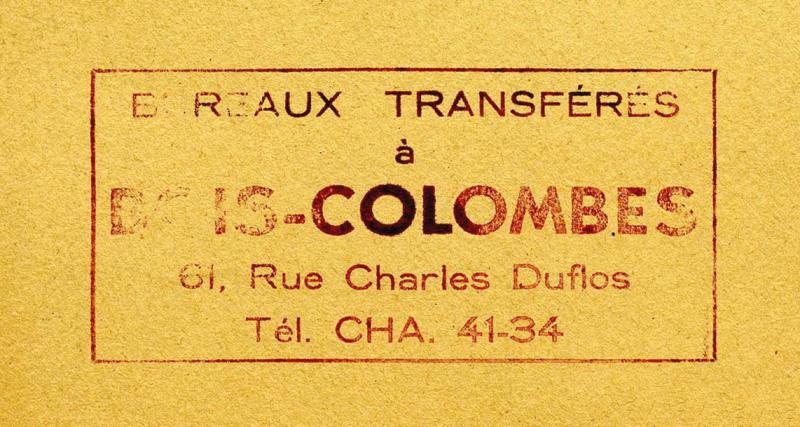 BUREAUX TRANSFÉRÉS
à
BOIS-COLOMBES
61, Rue Charles Duflos
Tél. CHA. 41-34